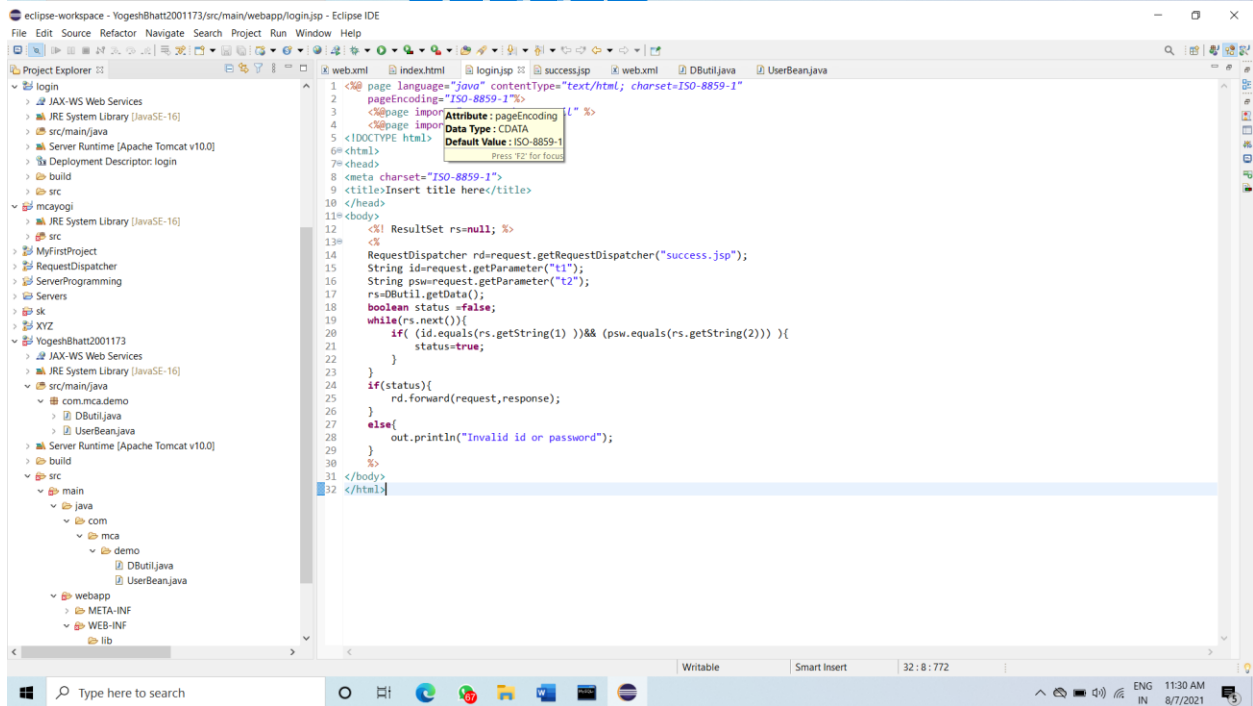 eclipse-workspace - YogeshBhatt2001173/src/main/webapp/login.jsp - Eclipse IDE
File Edit Source Refactor Navigate Search Project Run Window Help
Project Explorer
web.xml index.html login.jsp success.jsp web.xml DButil.java UserBean.java
login
JAX-WS Web Services
JRE System Library [JavaSE-16]
src/main/java
Server Runtime [Apache Tomcat v10.0]
Deployment Descriptor: login
build
src
mcayogi
JRE System Library [JavaSE-16]
src
MyFirstProject
RequestDispatcher
ServerProgramming
Servers
sk
XYZ
YogeshBhatt2001173
JAX-WS Web Services
JRE System Library [JavaSE-16]
src/main/java
com.mca.demo
DButil.java
UserBean.java
Server Runtime [Apache Tomcat v10.0]
build
src
main
java
com
mca
demo
DButil.java
UserBean.java
webapp
META-INF
WEB-INF
lib
1 <%@ page language="java" contentType="text/html; charset=ISO-8859-1"
2 pageEncoding="ISO-8859-1"%>
3 <%@page impor " %>
4 <%@page impor
Attribute : pageEncoding
Data Type : CDATA
Default Value : ISO-8859-1
Press 'F2' for focus
5 <!DOCTYPE html>
6 <html>
7 <head>
8 <meta charset="ISO-8859-1">
9 <title>Insert title here</title>
10 </head>
11 <body>
12 <%! ResultSet rs=null; %>
13 <%
14 RequestDispatcher rd=request.getRequestDispatcher("success.jsp");
15 String id=request.getParameter("t1");
16 String psw=request.getParameter("t2");
17 rs=DButil.getData();
18 boolean status =false;
19 while(rs.next()){
20 if( (id.equals(rs.getString(1) ))&& (psw.equals(rs.getString(2))) ){
21 status=true;
22 }
23 }
24 if(status){
25 rd.forward(request,response);
26 }
27 else{
28 out.println("Invalid id or password");
29 }
30 %>
31 </body>
32 </html>
Writable Smart Insert 32 : 8 : 772
Type here to search
67
ENG 11:30 AM
IN 8/7/2021
5